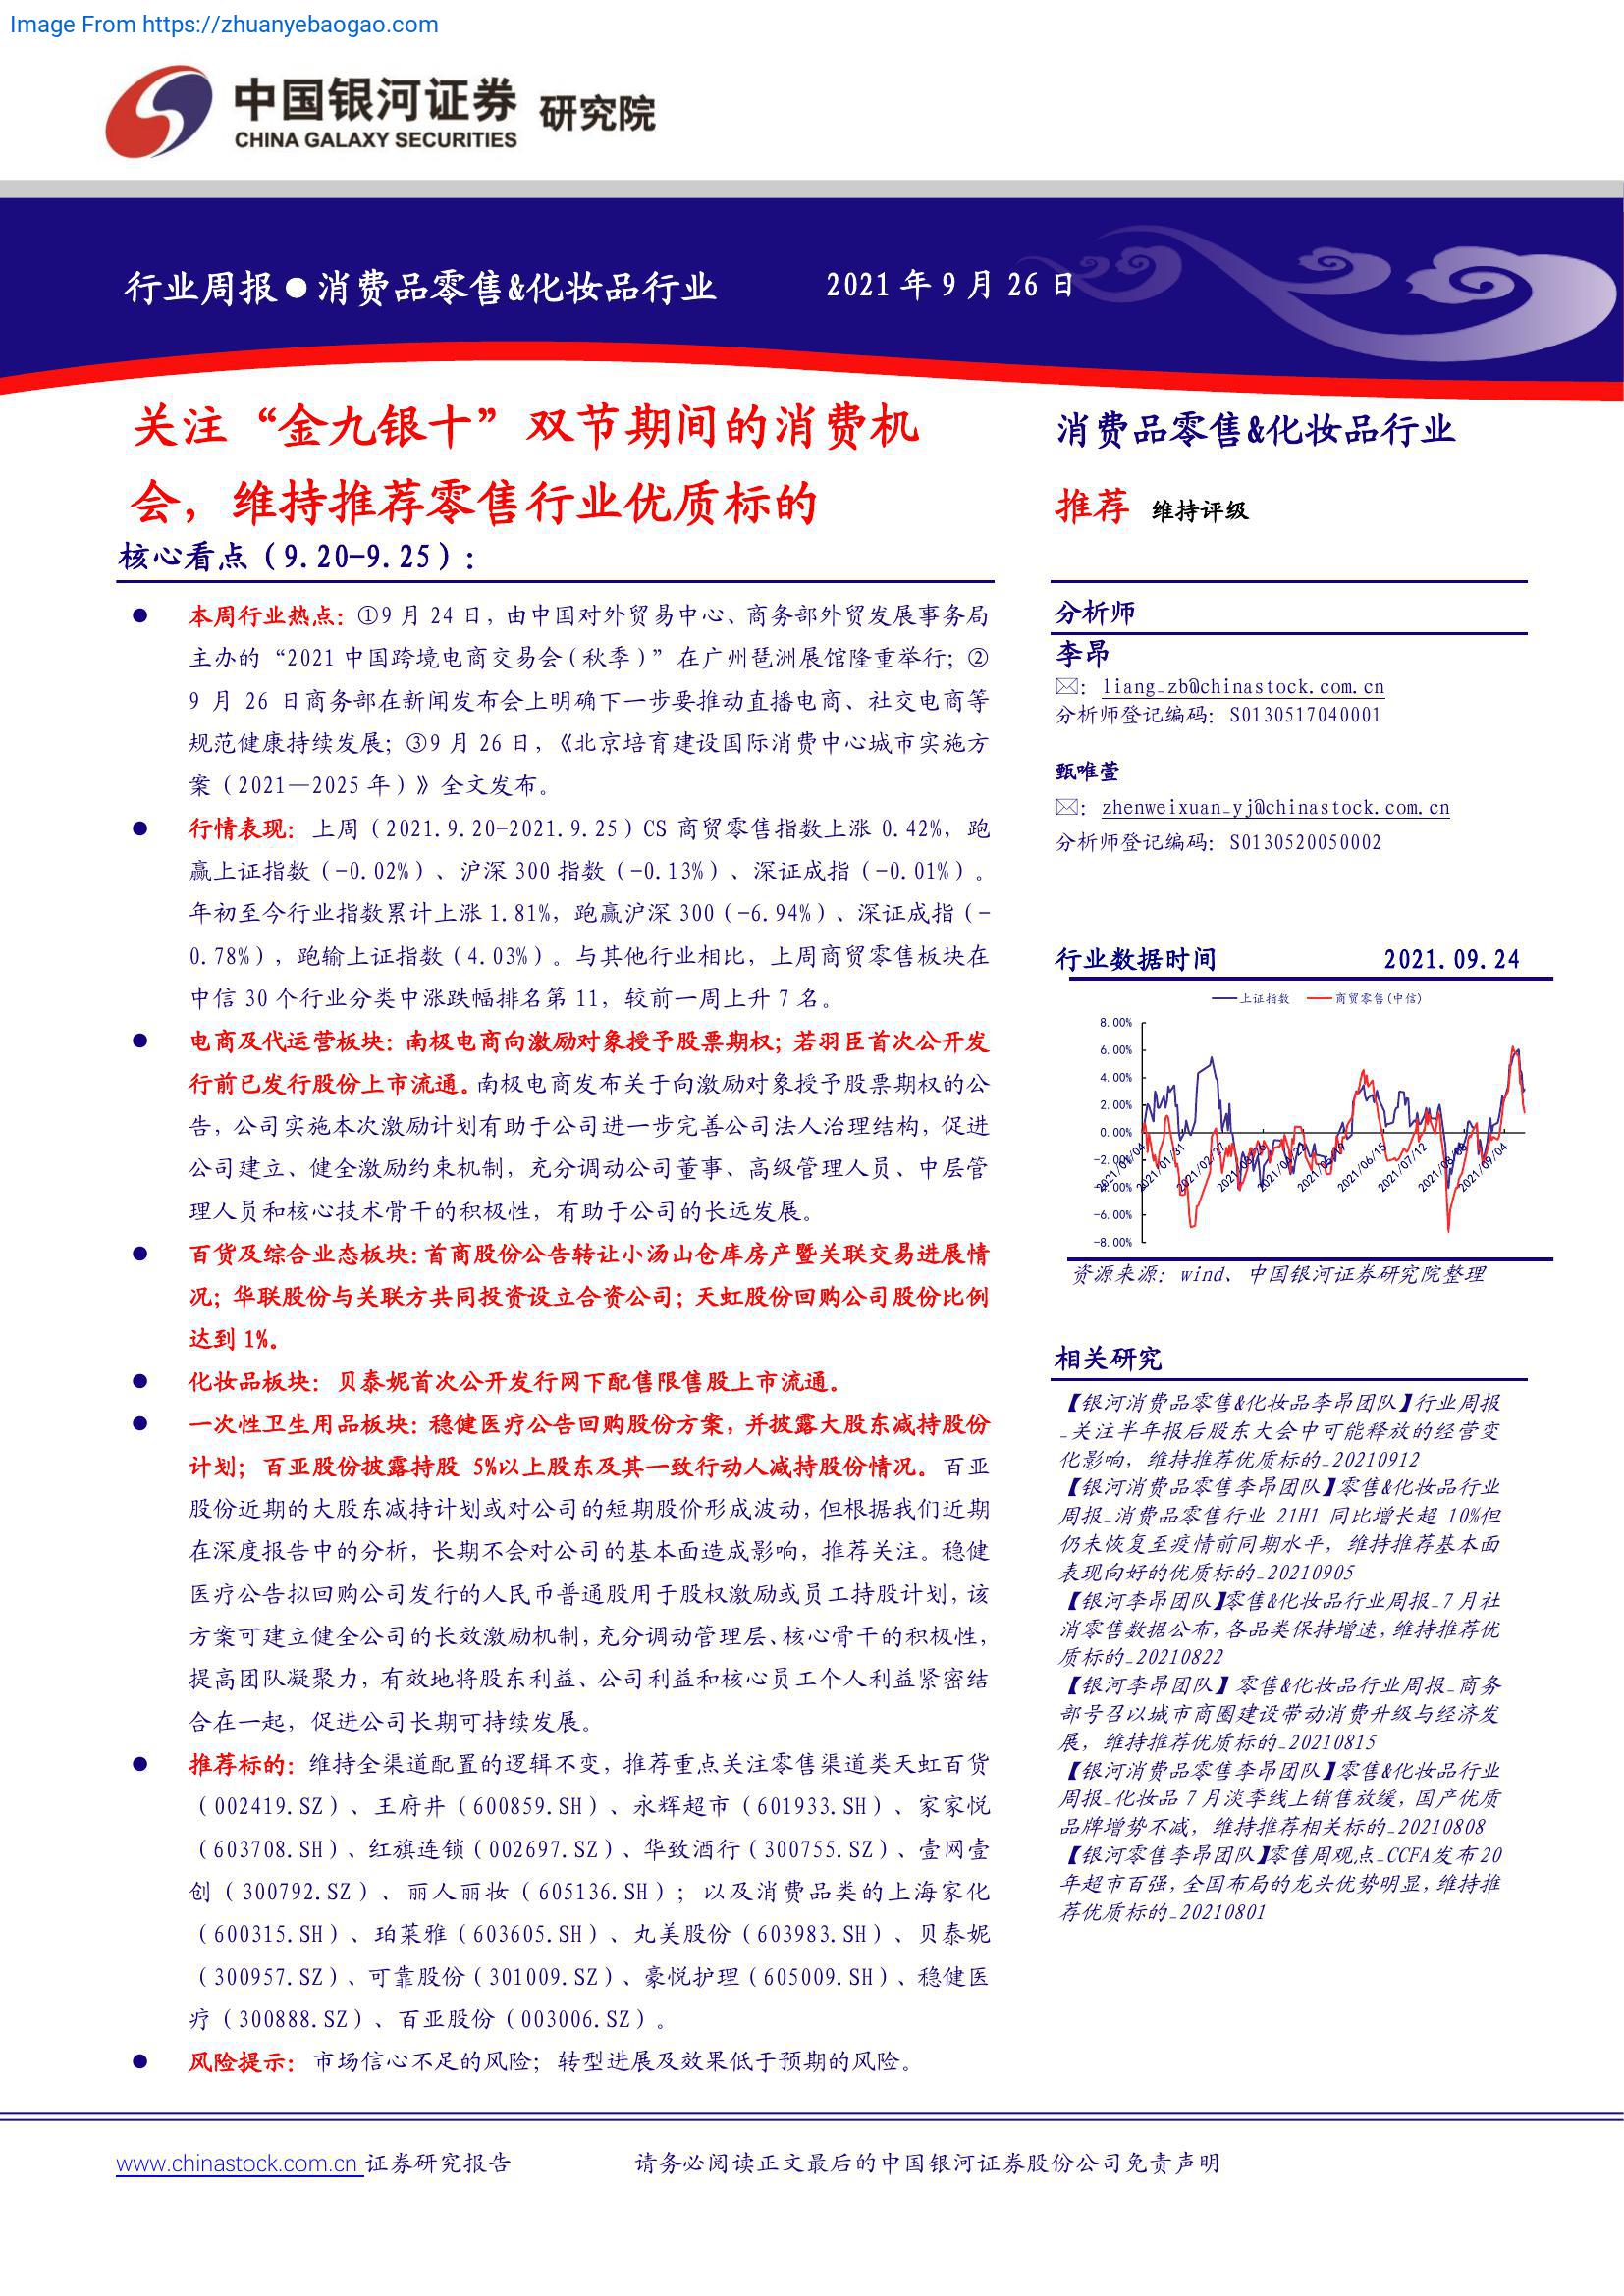 Image From https://zhuanyebaogao.com
中国银河证券 研究院
CHINA GALAXY SECURITIES
行业周报●消费品零售&化妆品行业 2021 年 9 月 26 日
关注“金九银十”双节期间的消费机
会，维持推荐零售行业优质标的
核心看点（9.20-9.25）:
● 本周行业热点：①9 月 24 日，由中国对外贸易中心、商务部外贸发展事务局
主办的“2021 中国跨境电商交易会（秋季）”在广州琶洲展馆隆重举行；②
9 月 26 日商务部在新闻发布会上明确下一步要推动直播电商、社交电商等
规范健康持续发展；③9 月 26 日，《北京培育建设国际消费中心城市实施方
案（2021—2025 年）》全文发布。
● 行情表现：上周（2021.9.20-2021.9.25）CS 商贸零售指数上涨 0.42%，跑
赢上证指数（-0.02%）、沪深 300 指数（-0.13%）、深证成指（-0.01%）。
年初至今行业指数累计上涨 1.81%，跑赢沪深 300（-6.94%）、深证成指（-
0.78%），跑输上证指数（4.03%）。与其他行业相比，上周商贸零售板块在
中信 30 个行业分类中涨跌幅排名第 11，较前一周上升 7 名。
● 电商及代运营板块：南极电商向激励对象授予股票期权；若羽臣首次公开发
行前已发行股份上市流通。南极电商发布关于向激励对象授予股票期权的公
告，公司实施本次激励计划有助于公司进一步完善公司法人治理结构，促进
公司建立、健全激励约束机制，充分调动公司董事、高级管理人员、中层管
理人员和核心技术骨干的积极性，有助于公司的长远发展。
● 百货及综合业态板块：首商股份公告转让小汤山仓库房产暨关联交易进展情
况；华联股份与关联方共同投资设立合资公司；天虹股份回购公司股份比例
达到 1%。
● 化妆品板块：贝泰妮首次公开发行网下配售限售股上市流通。
● 一次性卫生用品板块：稳健医疗公告回购股份方案，并披露大股东减持股份
计划；百亚股份披露持股 5%以上股东及其一致行动人减持股份情况。百亚
股份近期的大股东减持计划或对公司的短期股价形成波动，但根据我们近期
在深度报告中的分析，长期不会对公司的基本面造成影响，推荐关注。稳健
医疗公告拟回购公司发行的人民币普通股用于股权激励或员工持股计划，该
方案可建立健全公司的长效激励机制，充分调动管理层、核心骨干的积极性，
提高团队凝聚力，有效地将股东利益、公司利益和核心员工个人利益紧密结
合在一起，促进公司长期可持续发展。
● 推荐标的：维持全渠道配置的逻辑不变，推荐重点关注零售渠道类天虹百货
（002419.SZ）、王府井（600859.SH）、永辉超市（601933.SH）、家家悦
（603708.SH）、红旗连锁（002697.SZ）、华致酒行（300755.SZ）、壹网壹
创（300792.SZ）、丽人丽妆（605136.SH）；以及消费品类的上海家化
（600315.SH）、珀莱雅（603605.SH）、丸美股份（603983.SH）、贝泰妮
（300957.SZ）、可靠股份（301009.SZ）、豪悦护理（605009.SH）、稳健医
疗（300888.SZ）、百亚股份（003006.SZ）。
● 风险提示：市场信心不足的风险；转型进展及效果低于预期的风险。
消费品零售&化妆品行业
推荐 维持评级
分析师
李昂
✉：liang_zb@chinastock.com.cn
分析师登记编码：S0130517040001
甄唯萱
✉：zhenweixuan_yj@chinastock.com.cn
分析师登记编码：S0130520050002
行业数据时间 2021.09.24
上证指数 商贸零售(中信)
8.00%
6.00%
4.00%
2.00%
0.00%
-2.00%
-4.00%
-6.00%
-8.00%
2021/01/04 2021/01/31 2021/02/27 2021/06/15 2021/07/12 2021/09/04
资源来源：wind、中国银河证券研究院整理
相关研究
【银河消费品零售&化妆品李昂团队】行业周报
_关注半年报后股东大会中可能释放的经营变
化影响，维持推荐优质标的_20210912
【银河消费品零售李昂团队】零售&化妆品行业
周报_消费品零售行业 21H1 同比增长超 10%但
仍未恢复至疫情前同期水平，维持推荐基本面
表现向好的优质标的_20210905
【银河李昂团队】零售&化妆品行业周报_7 月社
消零售数据公布，各品类保持增速，维持推荐优
质标的_20210822
【银河李昂团队】零售&化妆品行业周报_商务
部号召以城市商圈建设带动消费升级与经济发
展，维持推荐优质标的_20210815
【银河消费品零售李昂团队】零售&化妆品行业
周报_化妆品 7 月淡季线上销售放缓，国产优质
品牌增势不减，维持推荐相关标的_20210808
【银河零售李昂团队】零售周观点_CCFA 发布 20
年超市百强，全国布局的龙头优势明显，维持推
荐优质标的_20210801
www.chinastock.com.cn 证券研究报告 请务必阅读正文最后的中国银河证券股份公司免责声明